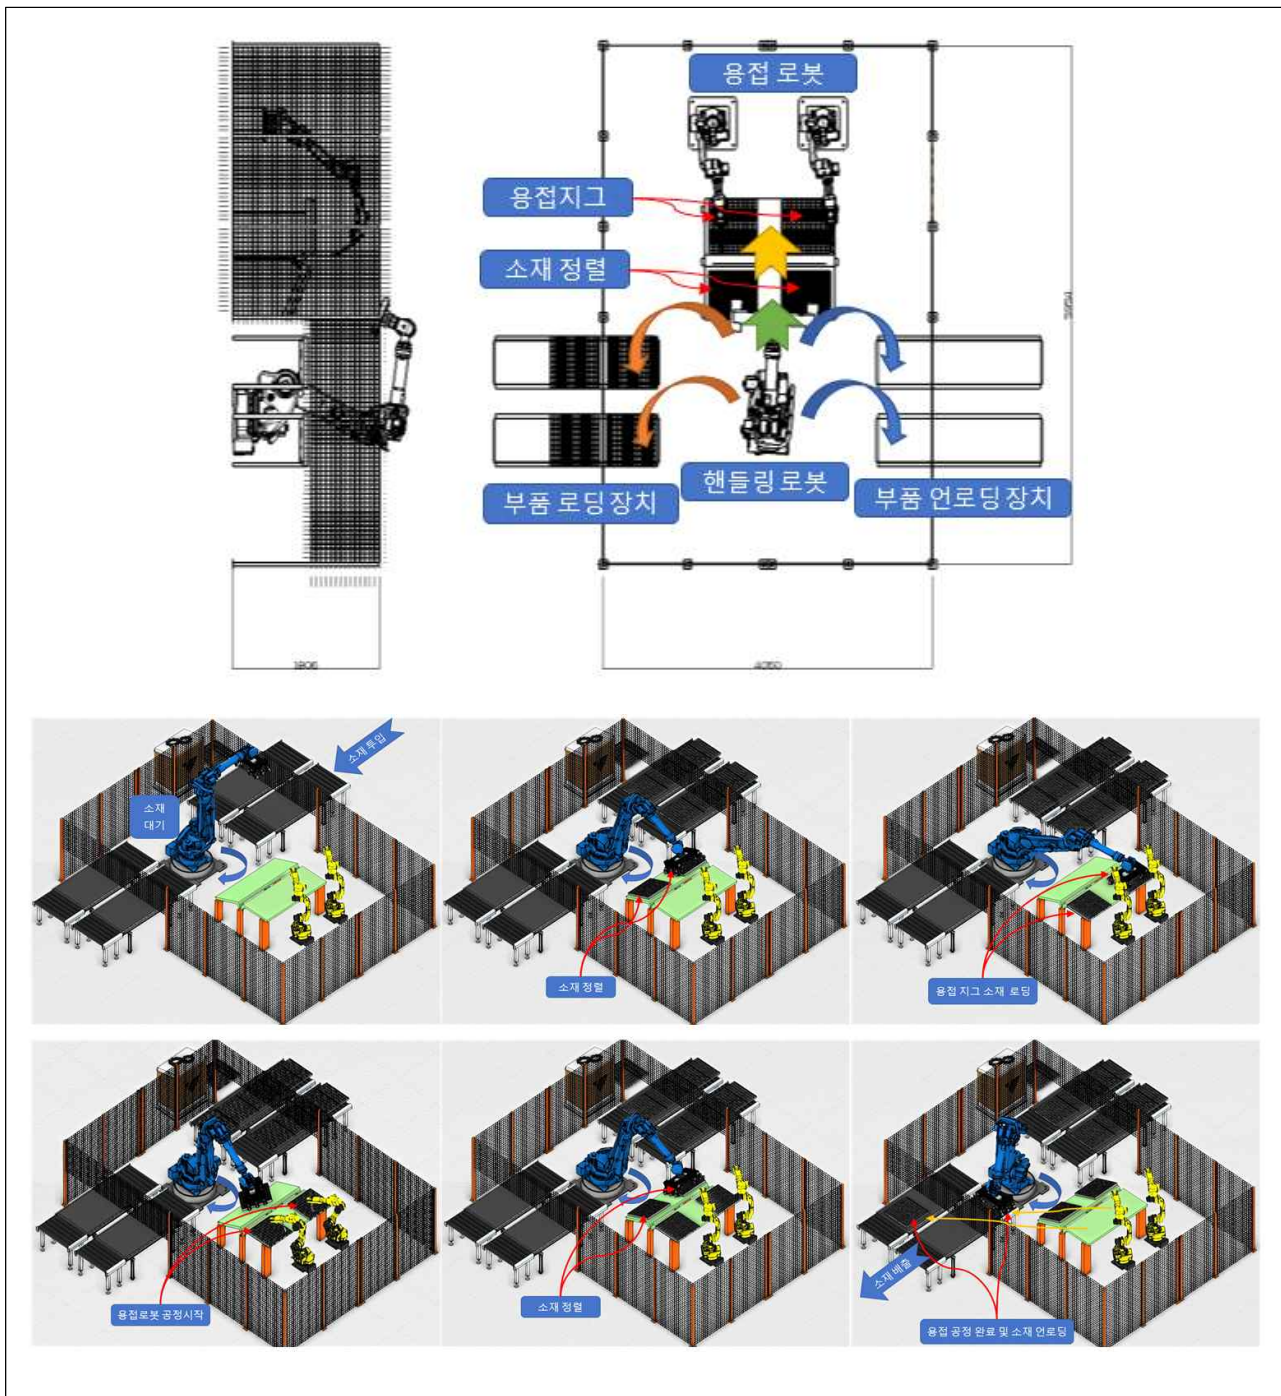 용접 로봇
용접지그
소재 정렬
부품 로딩 장치
핸들링 로봇
부품 언로딩 장치
소재 투입
소재
대기
소재 정렬
용접 지그 소재 로딩
용접로봇 공정시작
소재 정렬
소재 배출
용접 공정 완료 및 소재 언로딩